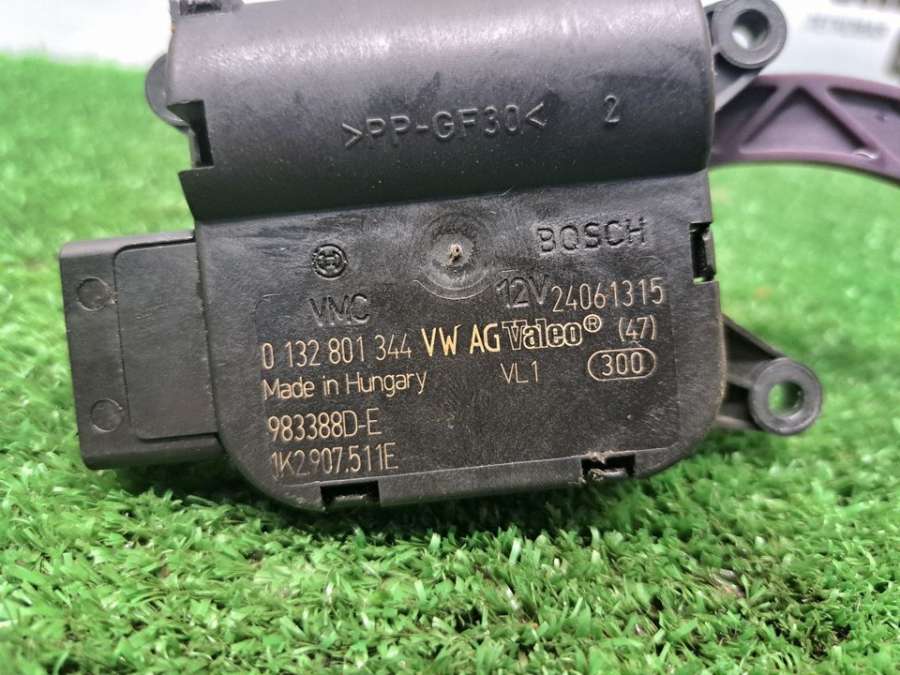 >PP-GF30< 2
BOSCH
VMC 12V 24061315
0 132 801 344 VW AG Valeo® (47)
Made in Hungary VL1 300
983388D-E
1K2.907.511E